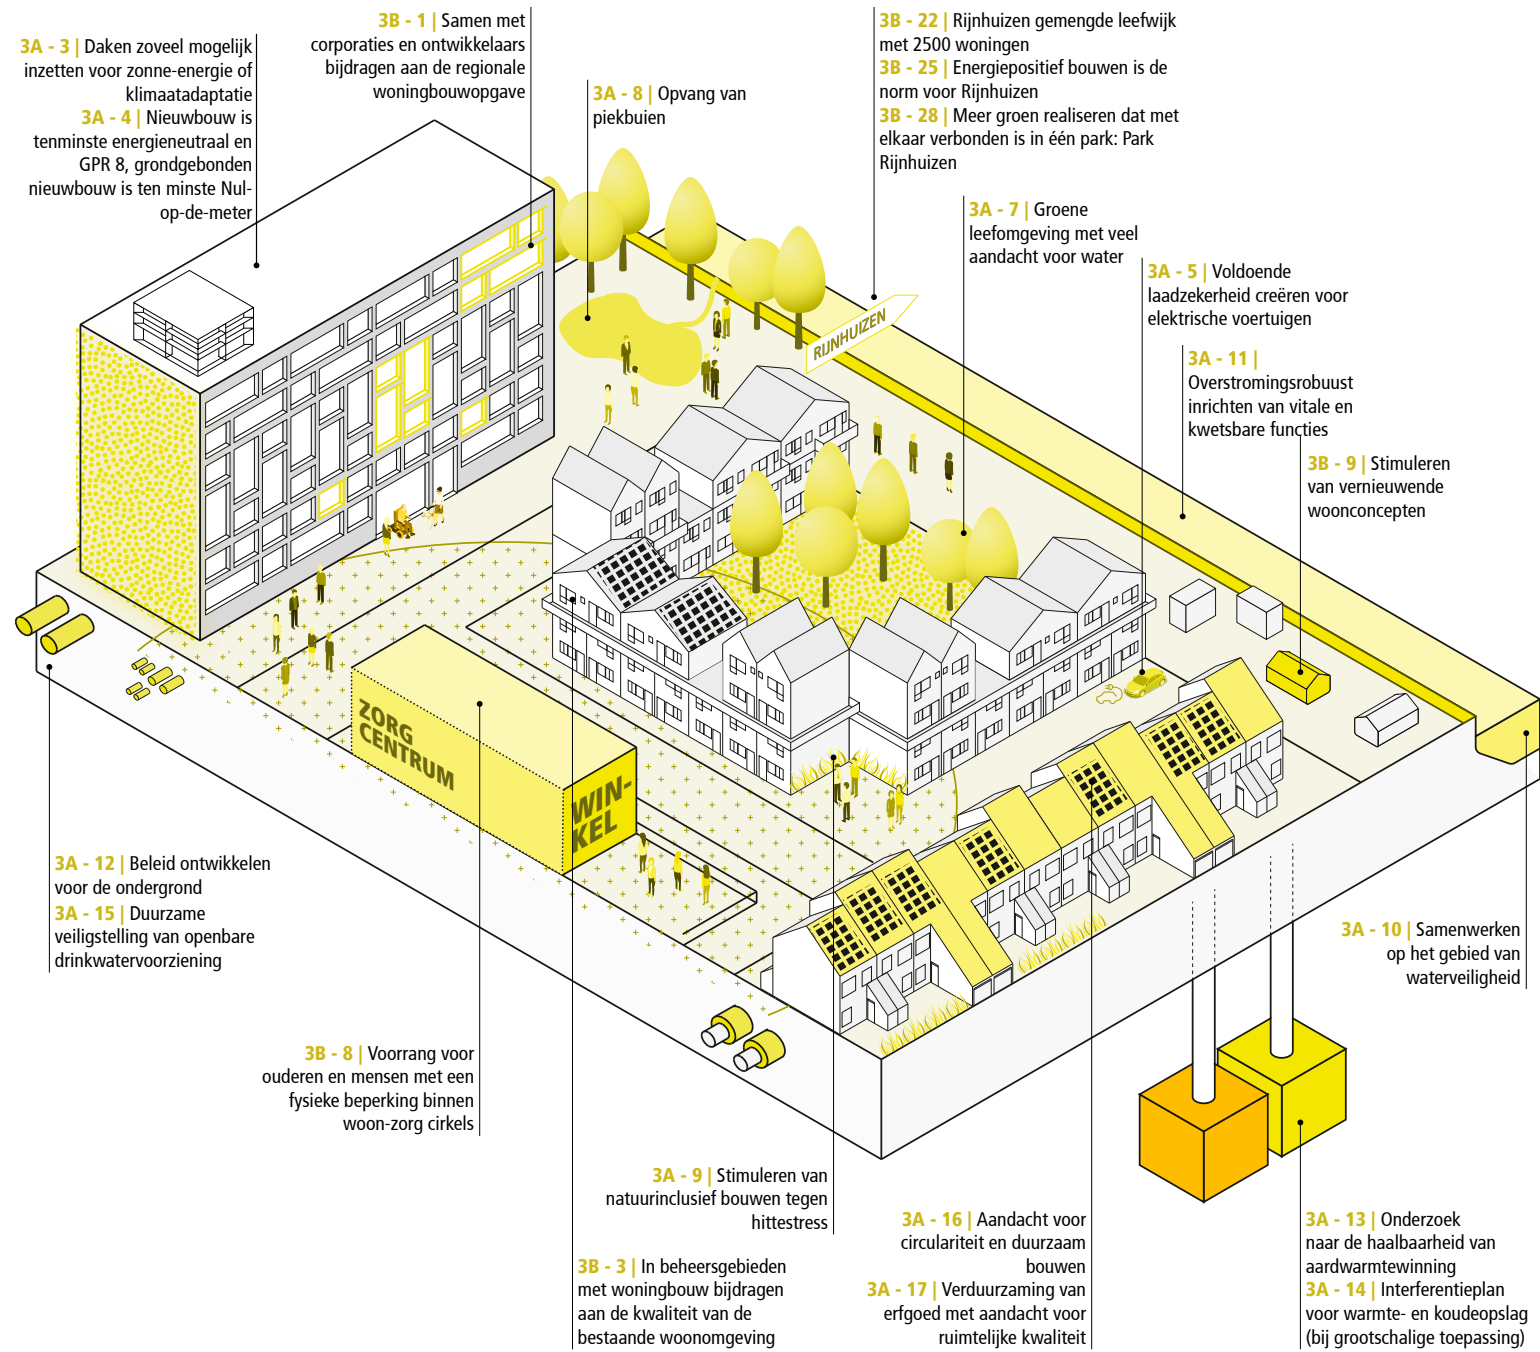 3A - 3 | Daken zoveel mogelijk
inzetten voor zonne-energie of
klimaatadaptatie
3A - 4 | Nieuwbouw is
tenminste energieneutraal en
GPR 8, grondgebonden
nieuwbouw is ten minste Nul-
op-de-meter
3B - 1 | Samen met
corporaties en ontwikkelaars
bijdragen aan de regionale
woningbouwopgave
3A - 8 | Opvang van
piekbuien
3B - 22 | Rijnhuizen gemengde leefwijk
met 2500 woningen
3B - 25 | Energiepositief bouwen is de
norm voor Rijnhuizen
3B - 28 | Meer groen realiseren dat met
elkaar verbonden is in één park: Park
Rijnhuizen
3A - 7 | Groene
leefomgeving met veel
aandacht voor water
3A - 5 | Voldoende
laadzekerheid creëren voor
elektrische voertuigen
3A - 11 |
Overstromingsrobuust
inrichten van vitale en
kwetsbare functies
3B - 9 | Stimuleren
van vernieuwende
woonconcepten
RIJNHUIZEN
ZORG
CENTRUM
WIN-
KEL
3A - 12 | Beleid ontwikkelen
voor de ondergrond
3A - 15 | Duurzame
veiligstelling van openbare
drinkwatervoorziening
3A - 10 | Samenwerken
op het gebied van
waterveiligheid
3B - 8 | Voorrang voor
ouderen en mensen met een
fysieke beperking binnen
woon-zorg cirkels
3A - 9 | Stimuleren van
natuurinclusief bouwen tegen
hittestress
3B - 3 | In beheersgebieden
met woningbouw bijdragen
aan de kwaliteit van de
bestaande woonomgeving
3A - 16 | Aandacht voor
circulariteit en duurzaam
bouwen
3A - 17 | Verduurzaming van
erfgoed met aandacht voor
ruimtelijke kwaliteit
3A - 13 | Onderzoek
naar de haalbaarheid van
aardwarmtewinning
3A - 14 | Interferentieplan
voor warmte- en koudeopslag
(bij grootschalige toepassing)